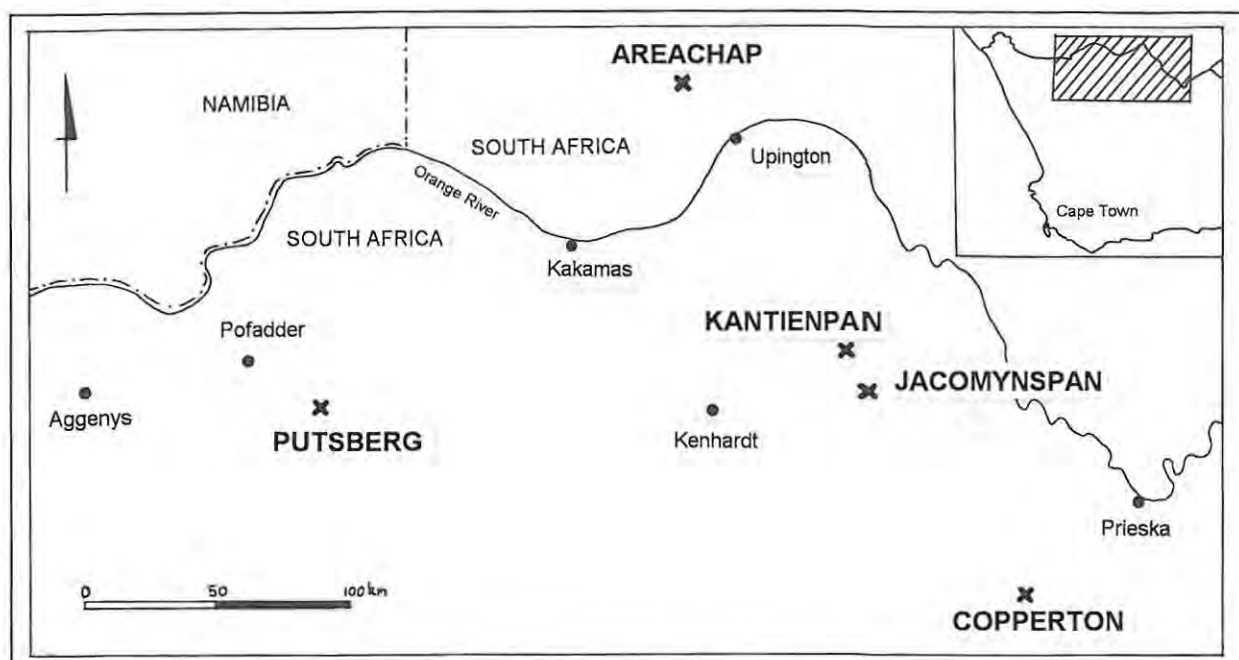 AREACHAP
NAMIBIA
SOUTH AFRICA
Upington
Orange River
Cape Town
SOUTH AFRICA
Kakamas
KANTIENPAN
Pofadder
JACOMYNSPAN
Aggenys
PUTSBERG
Kenhardt
Prieska
0 50 100 km
COPPERTON